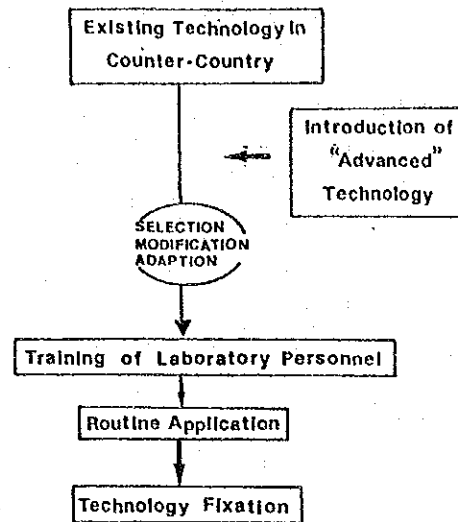 Existing Technology in
Counter-Country
Introduction of
"Advanced"
Technology
SELECTION
MODIFICATION
ADAPTION
Training of Laboratory Personnel
Routine Application
Technology Fixation